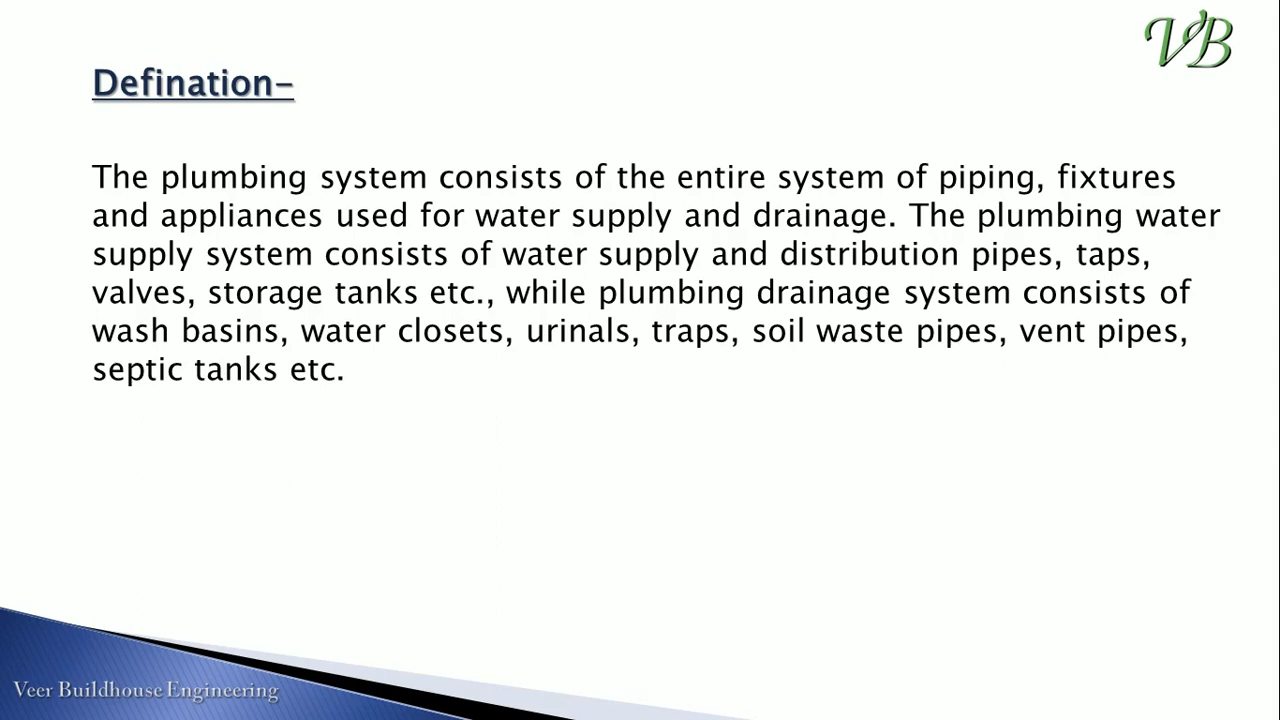 VB
Defination-
The plumbing system consists of the entire system of piping, fixtures
and appliances used for water supply and drainage. The plumbing water
supply system consists of water supply and distribution pipes, taps,
valves, storage tanks etc., while plumbing drainage system consists of
wash basins, water closets, urinals, traps, soil waste pipes, vent pipes,
septic tanks etc.
Veer Buildhouse Engineering